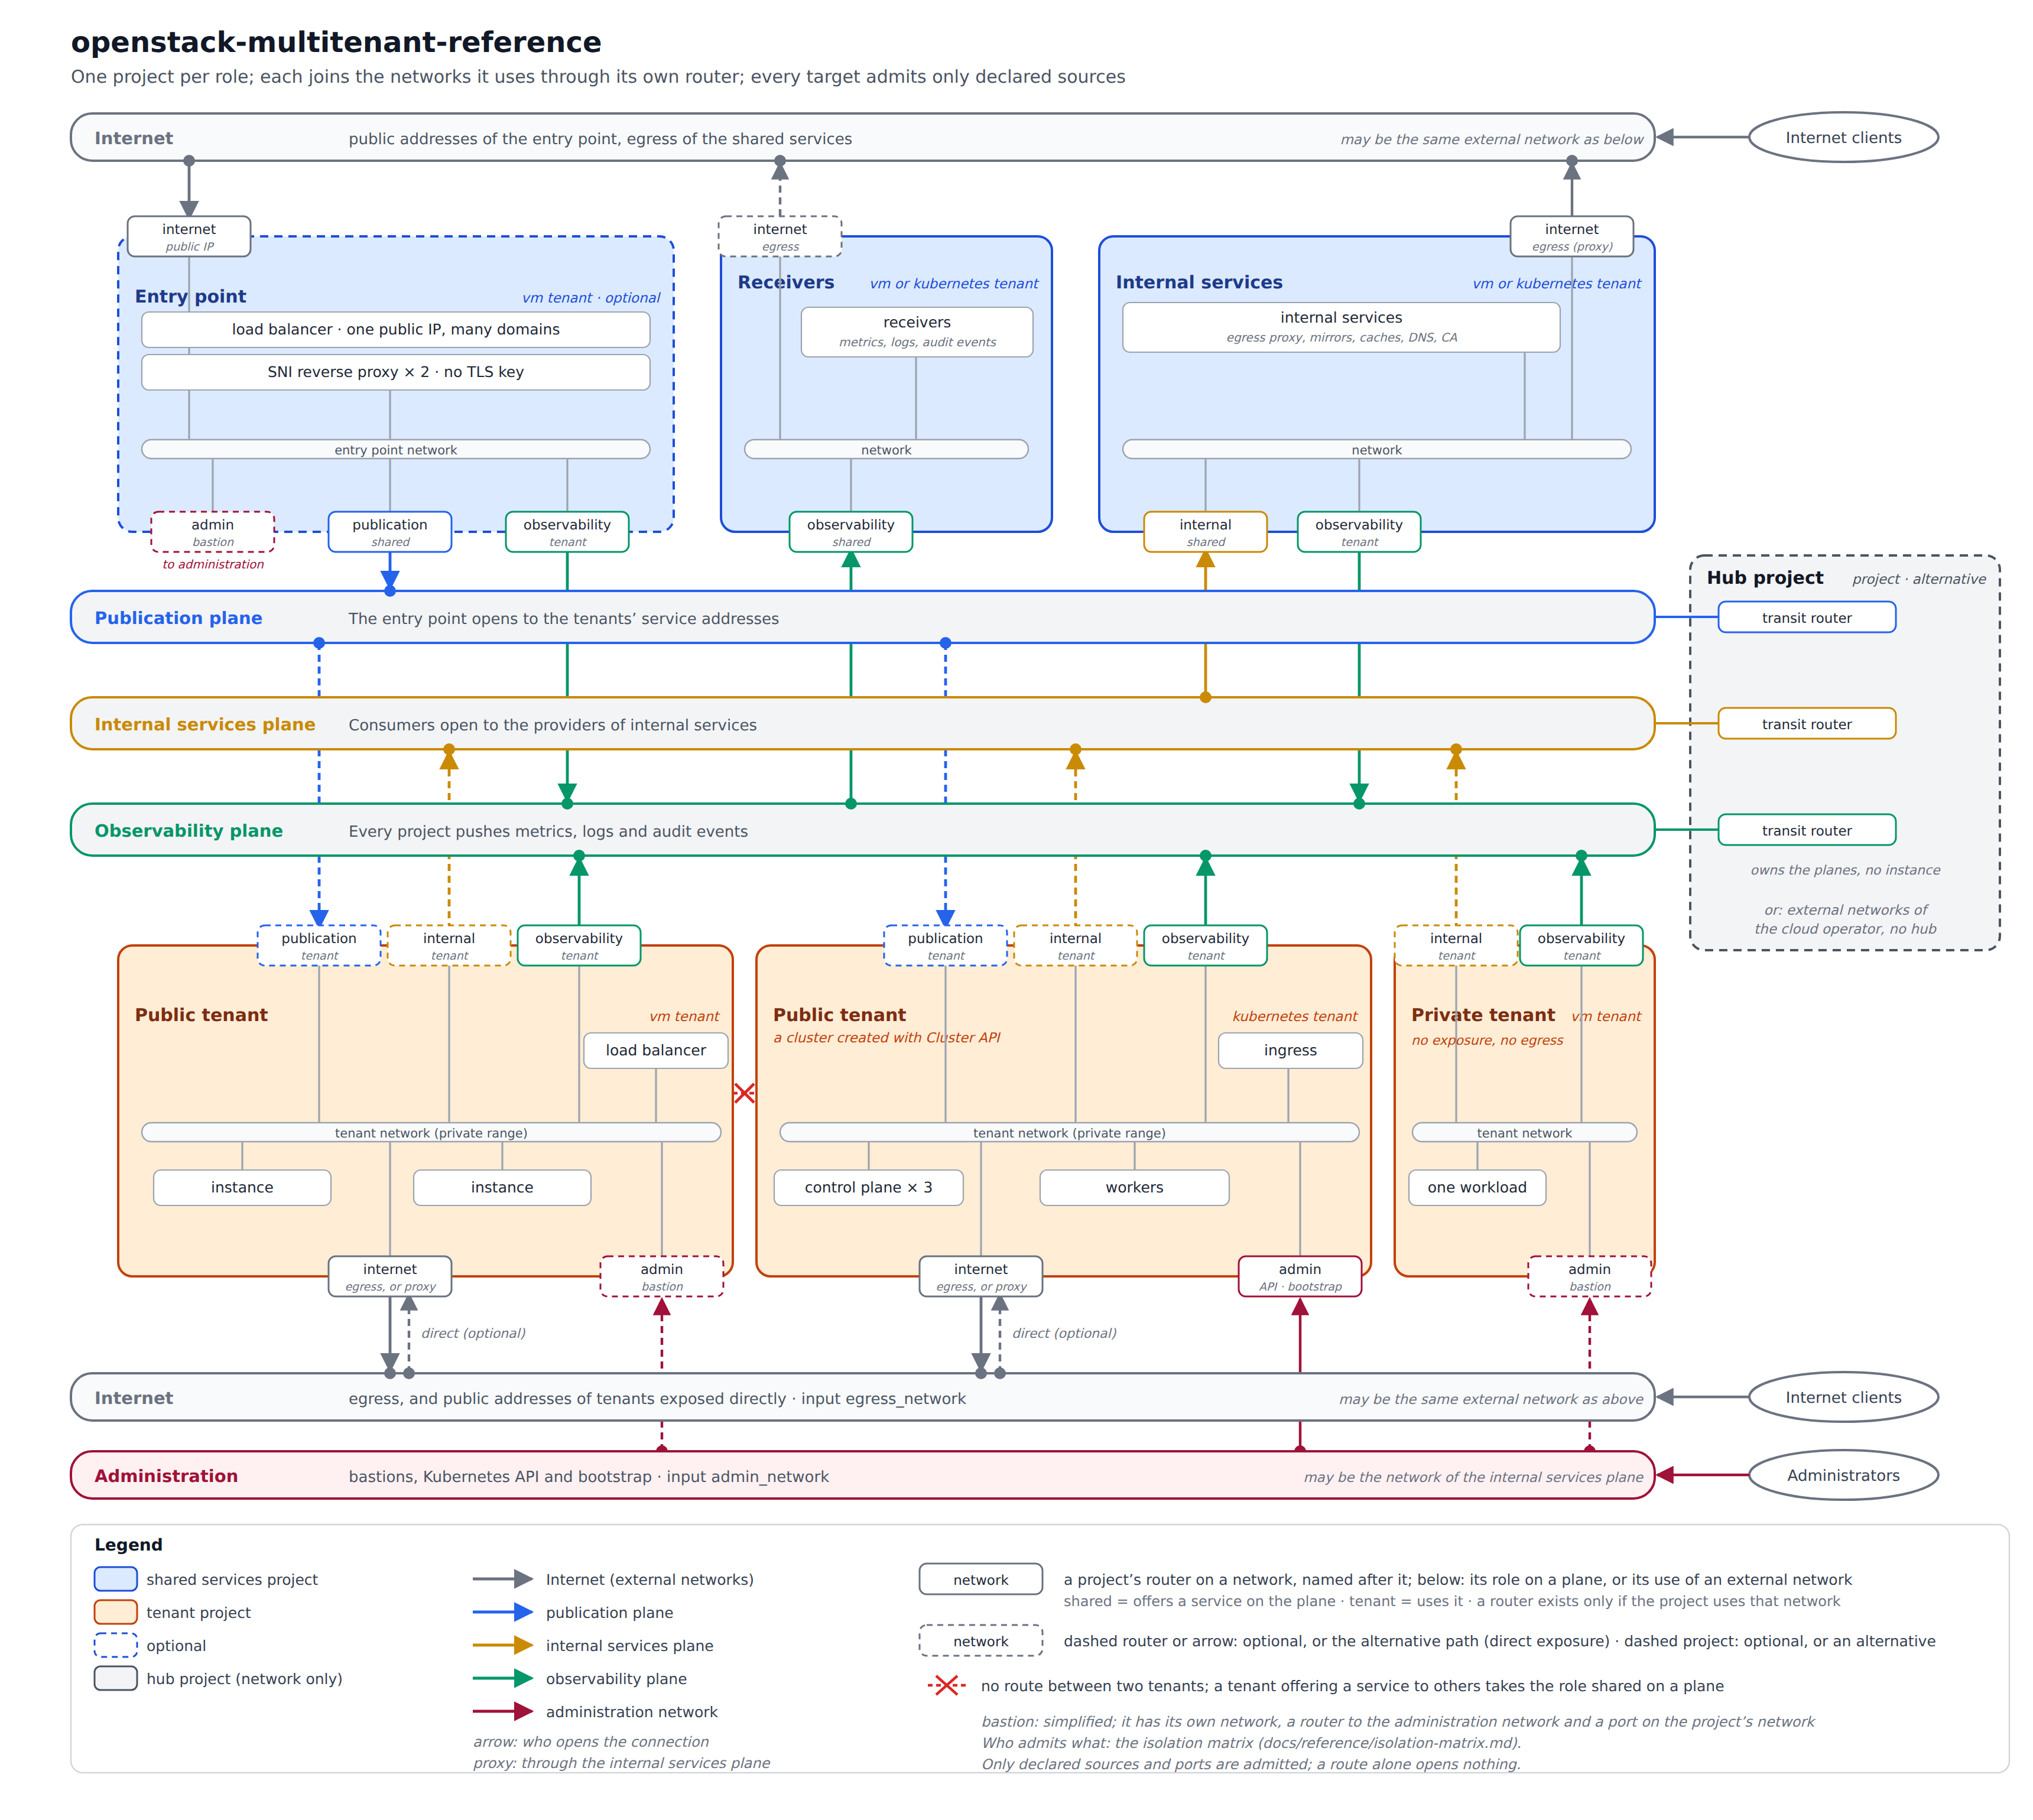 openstack-multitenant-reference
One project per role; each joins the networks it uses through its own router; every target admits only declared sources
Internet
public addresses of the entry point, egress of the shared services
may be the same external network as below
Internet clients
internet
public IP
internet
egress
internet
egress (proxy)
Entry point
vm tenant · optional
load balancer · one public IP, many domains
SNI reverse proxy × 2 · no TLS key
entry point network
admin
bastion
to administration
publication
shared
observability
tenant
Receivers
vm or kubernetes tenant
receivers
metrics, logs, audit events
network
observability
shared
Internal services
vm or kubernetes tenant
internal services
egress proxy, mirrors, caches, DNS, CA
network
internal
shared
observability
tenant
Hub project
project · alternative
transit router
transit router
transit router
owns the planes, no instance
or: external networks of
the cloud operator, no hub
Publication plane
The entry point opens to the tenants’ service addresses
Internal services plane
Consumers open to the providers of internal services
Observability plane
Every project pushes metrics, logs and audit events
publication
tenant
internal
tenant
observability
tenant
Public tenant
vm tenant
load balancer
tenant network (private range)
instance
instance
internet
egress, or proxy
admin
bastion
direct (optional)
publication
tenant
internal
tenant
observability
tenant
Public tenant
kubernetes tenant
a cluster created with Cluster API
ingress
tenant network (private range)
control plane × 3
workers
internet
egress, or proxy
admin
API · bootstrap
direct (optional)
internal
tenant
observability
tenant
Private tenant
vm tenant
no exposure, no egress
tenant network
one workload
admin
bastion
Internet
egress, and public addresses of tenants exposed directly · input egress_network
may be the same external network as above
Internet clients
Administration
bastions, Kubernetes API and bootstrap · input admin_network
may be the network of the internal services plane
Administrators
Legend
shared services project
tenant project
optional
hub project (network only)
Internet (external networks)
publication plane
internal services plane
observability plane
administration network
arrow: who opens the connection
proxy: through the internal services plane
network
a project’s router on a network, named after it; below: its role on a plane, or its use of an external network
shared = offers a service on the plane · tenant = uses it · a router exists only if the project uses that network
network
dashed router or arrow: optional, or the alternative path (direct exposure) · dashed project: optional, or an alternative
no route between two tenants; a tenant offering a service to others takes the role shared on a plane
bastion: simplified; it has its own network, a router to the administration network and a port on the project’s network
Who admits what: the isolation matrix (docs/reference/isolation-matrix.md).
Only declared sources and ports are admitted; a route alone opens nothing.